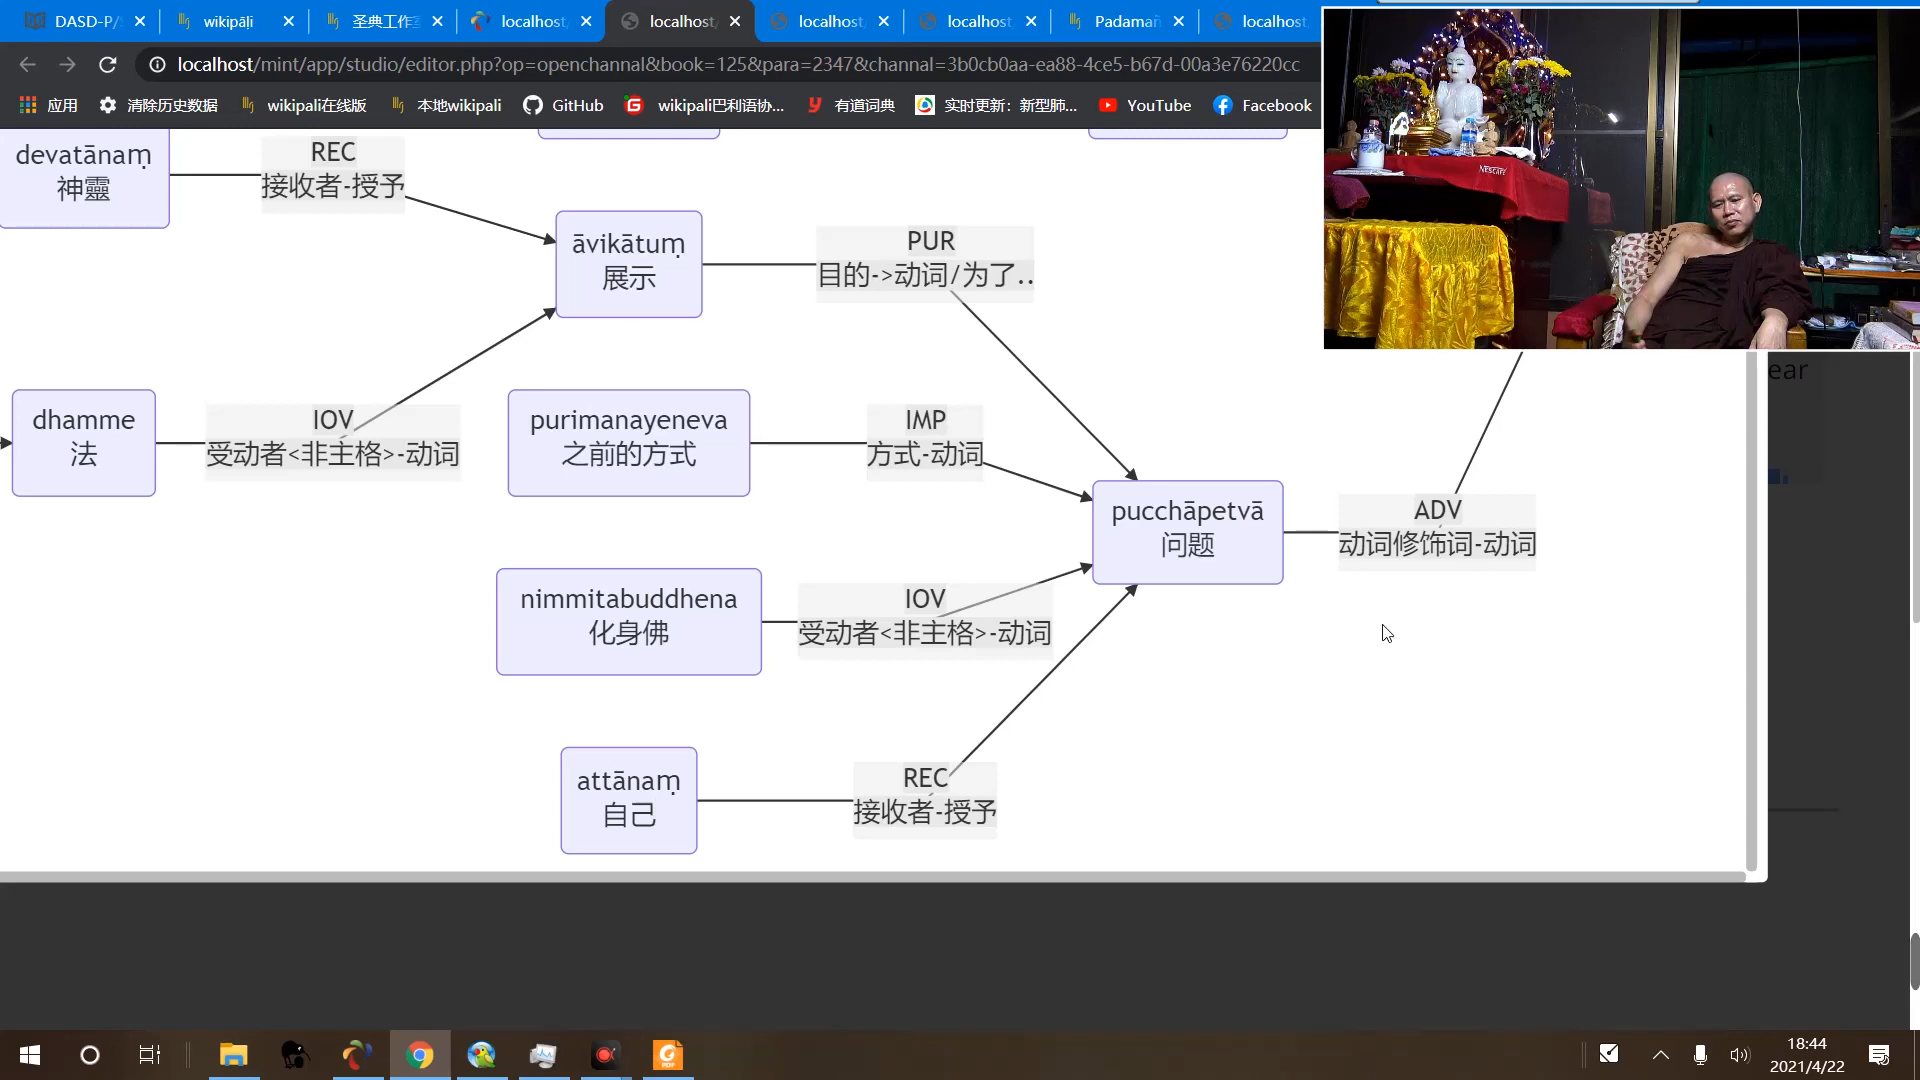 DASD-P/
wikipāḷi
圣典工作
localhost
localhost
localhost
localhost
Padama
localhost
localhost/mint/app/studio/editor.php?op=openchannal&book=125&para=2347&channal=3b0cb0aa-ea88-4ce5-b67d-00a3e76220cc
应用
清除历史数据
wikipali在线版
本地wikipali
GitHub
wikipali巴利语协...
有道词典
实时更新：新型肺...
YouTube
Facebook
NESCAFÉ
devatānaṃ
神靈
REC
接收者-授予
āvikātuṃ
展示
PUR
目的->动词/为了..
ear
dhamme
法
IOV
受动者<非主格>-动词
purimanayeneva
之前的方式
IMP
方式-动词
pucchāpetvā
问题
ADV
动词修饰词-动词
nimmitabuddhena
化身佛
IOV
受动者<非主格>-动词
attānaṃ
自己
REC
接收者-授予
PDF
18:44
2021/4/22